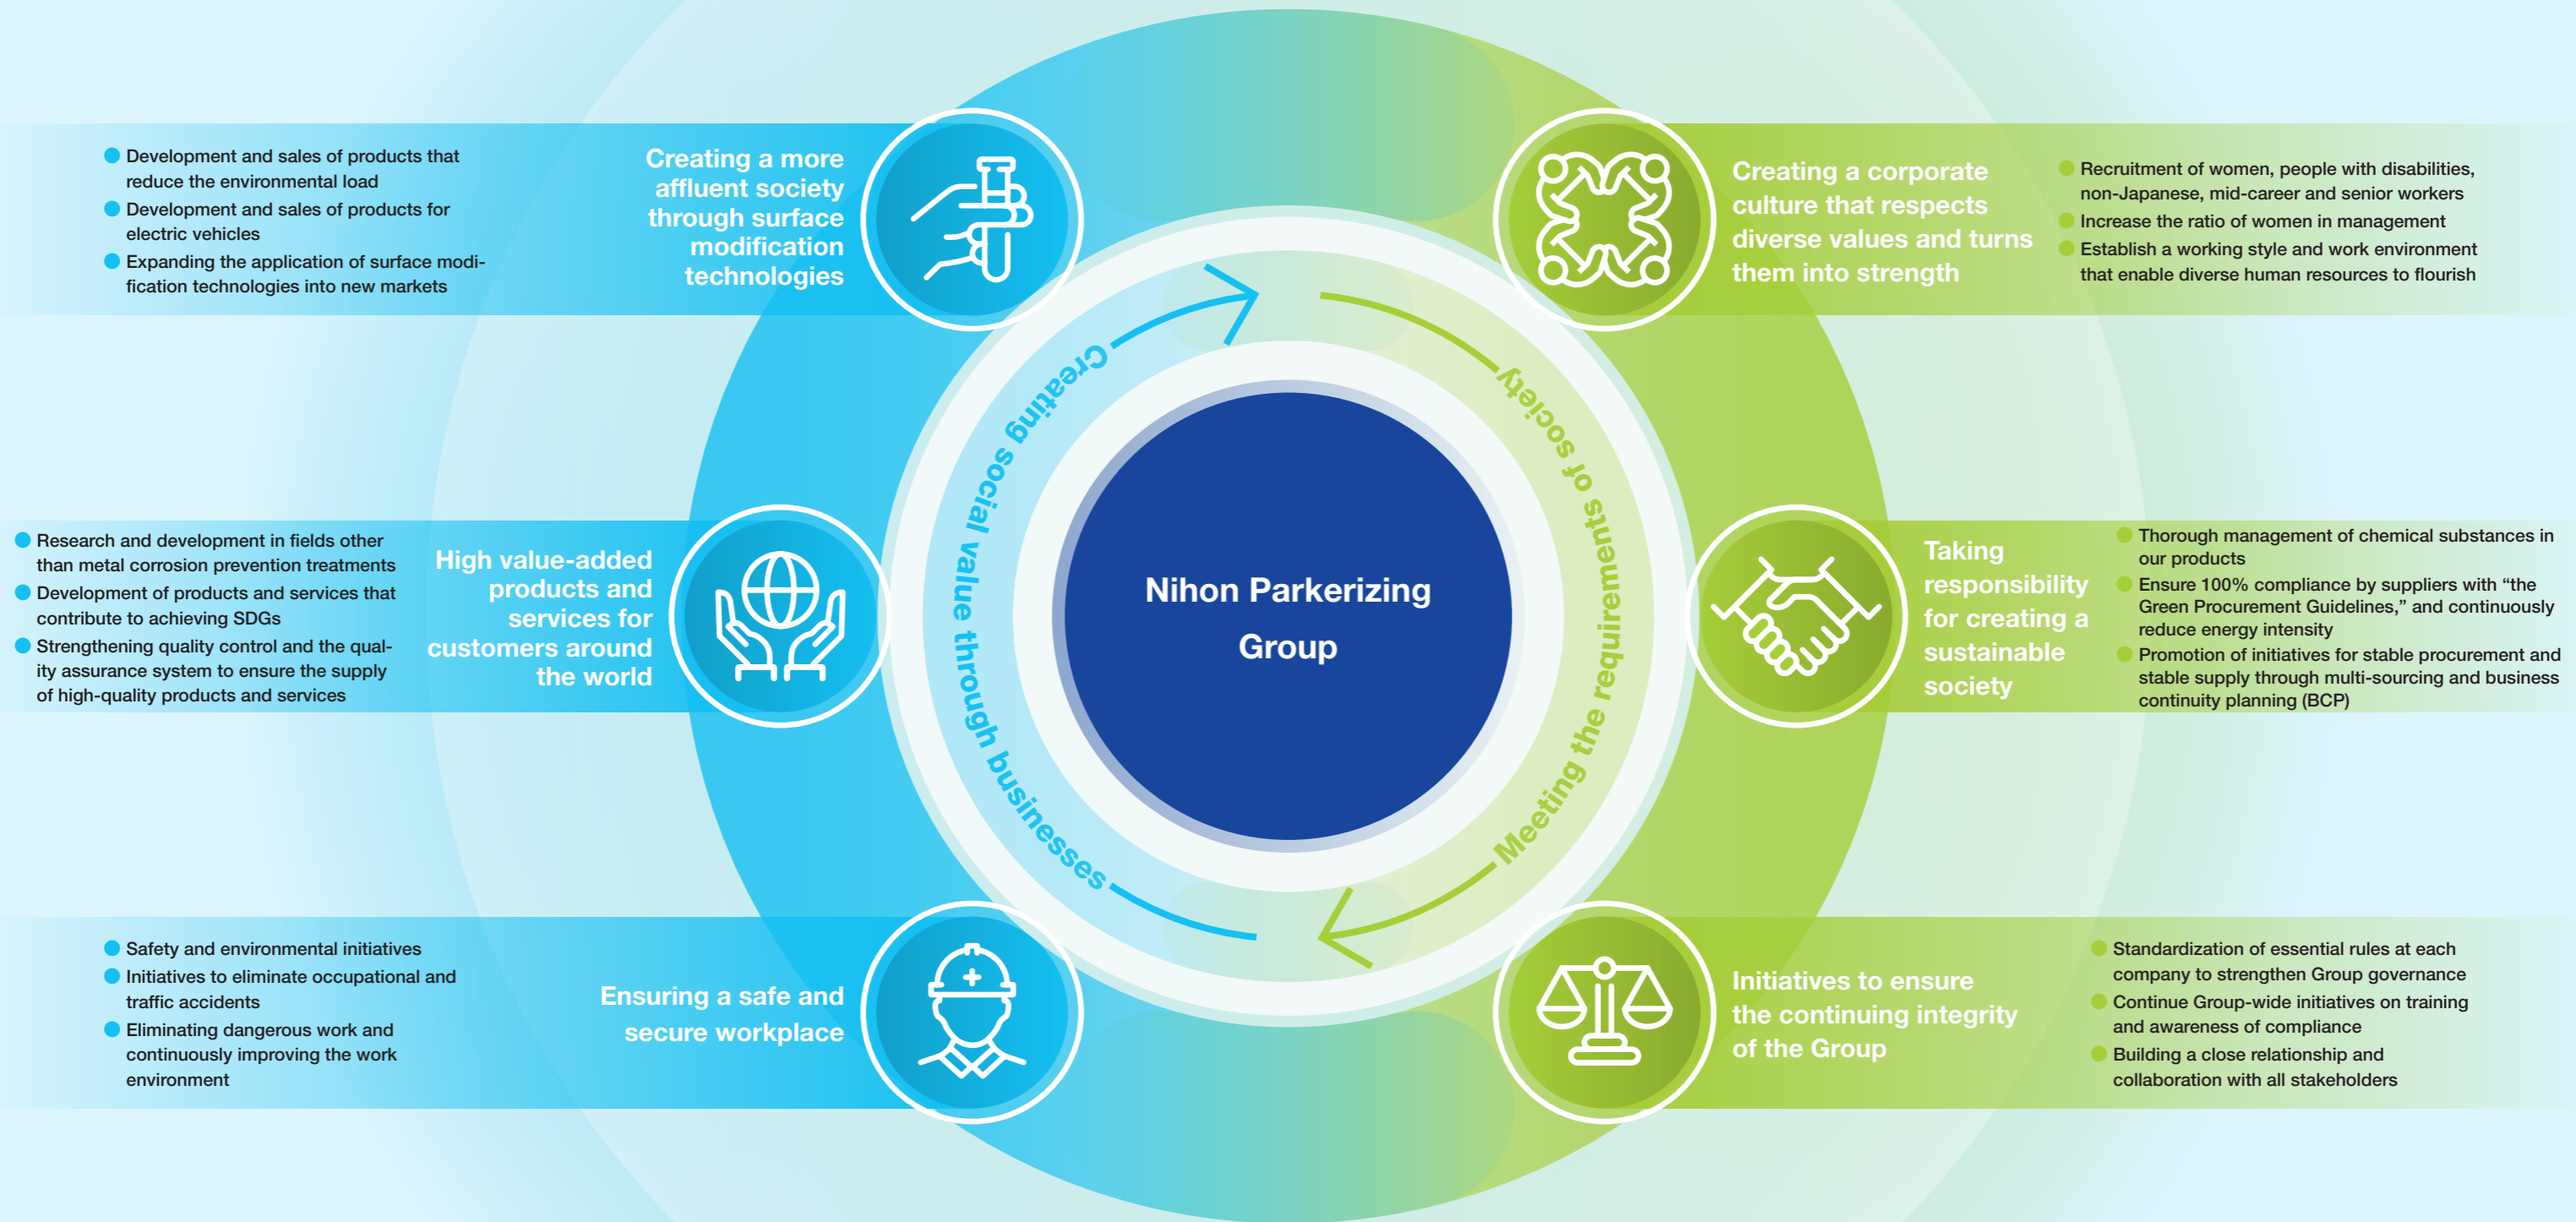 Development and sales of products that
reduce the environmental load
Development and sales of products for
electric vehicles
Expanding the application of surface modi-
fication technologies into new markets
Creating a more
affluent society
through surface
modification
technologies
Research and development in fields other
than metal corrosion prevention treatments
Development of products and services that
contribute to achieving SDGs
Strengthening quality control and the qual-
ity assurance system to ensure the supply
of high-quality products and services
High value-added
products and
services for
customers around
the world
Safety and environmental initiatives
Initiatives to eliminate occupational and
traffic accidents
Eliminating dangerous work and
continuously improving the work
environment
Ensuring a safe and
secure workplace
Creating social value through businesses
Nihon Parkerizing
Group
Meeting the requirements of society
Creating a corporate
culture that respects
diverse values and turns
them into strength
Recruitment of women, people with disabilities,
non-Japanese, mid-career and senior workers
Increase the ratio of women in management
Establish a working style and work environment
that enable diverse human resources to flourish
Taking
responsibility
for creating a
sustainable
society
Thorough management of chemical substances in
our products
Ensure 100% compliance by suppliers with “the
Green Procurement Guidelines,” and continuously
reduce energy intensity
Promotion of initiatives for stable procurement and
stable supply through multi-sourcing and business
continuity planning (BCP)
Initiatives to ensure
the continuing integrity
of the Group
Standardization of essential rules at each
company to strengthen Group governance
Continue Group-wide initiatives on training
and awareness of compliance
Building a close relationship and
collaboration with all stakeholders